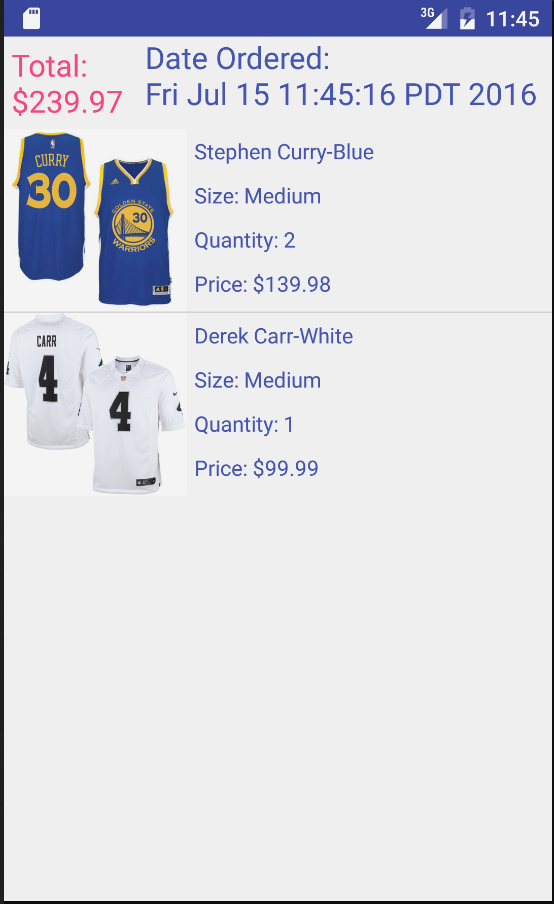 3G 11:45
Total:
$239.97
Date Ordered:
Fri Jul 15 11:45:16 PDT 2016
CURRY
30
GOLDEN STATE
30
WARRIORS
Stephen Curry-Blue
Size: Medium
Quantity: 2
Price: $139.98
CARR
4
4
Derek Carr-White
Size: Medium
Quantity: 1
Price: $99.99